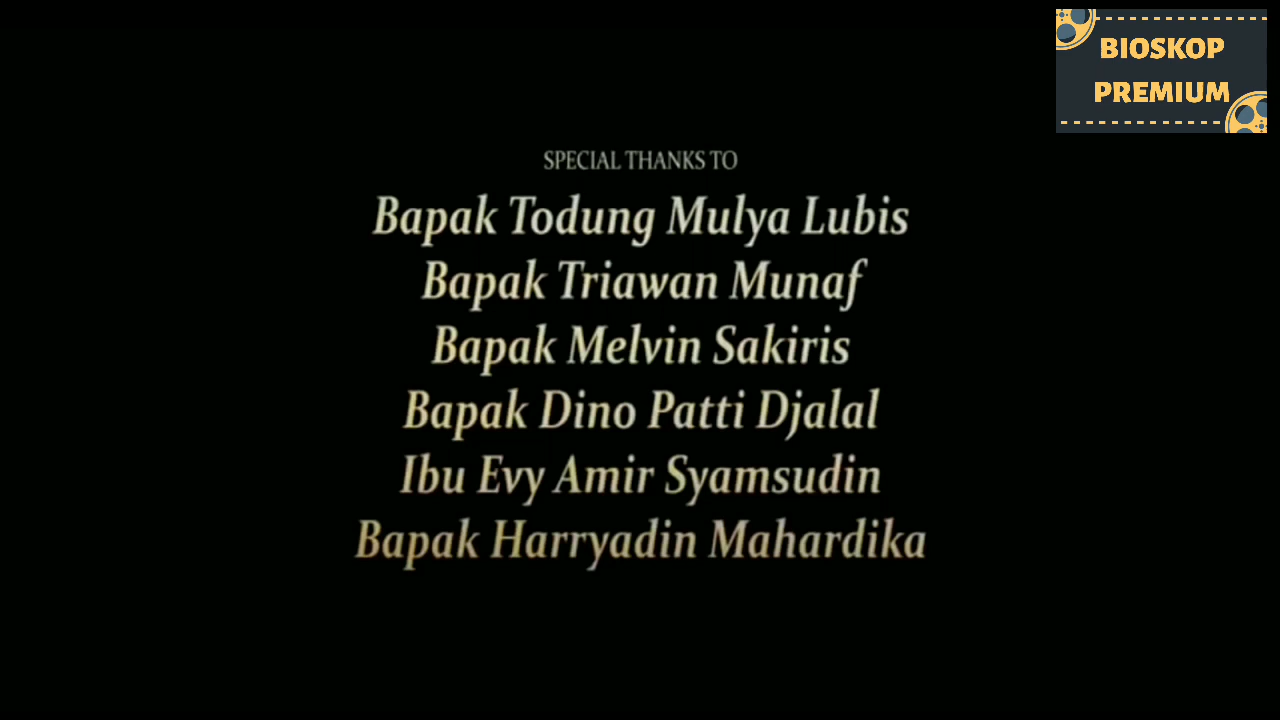 BIOSKOP
PREMIUM
SPECIAL THANKS TO
Bapak Todung Mulya Lubis
Bapak Triawan Munaf
Bapak Melvin Sakiris
Bapak Dino Patti Djalal
Ibu Evy Amir Syamsudin
Bapak Harryadin Mahardika